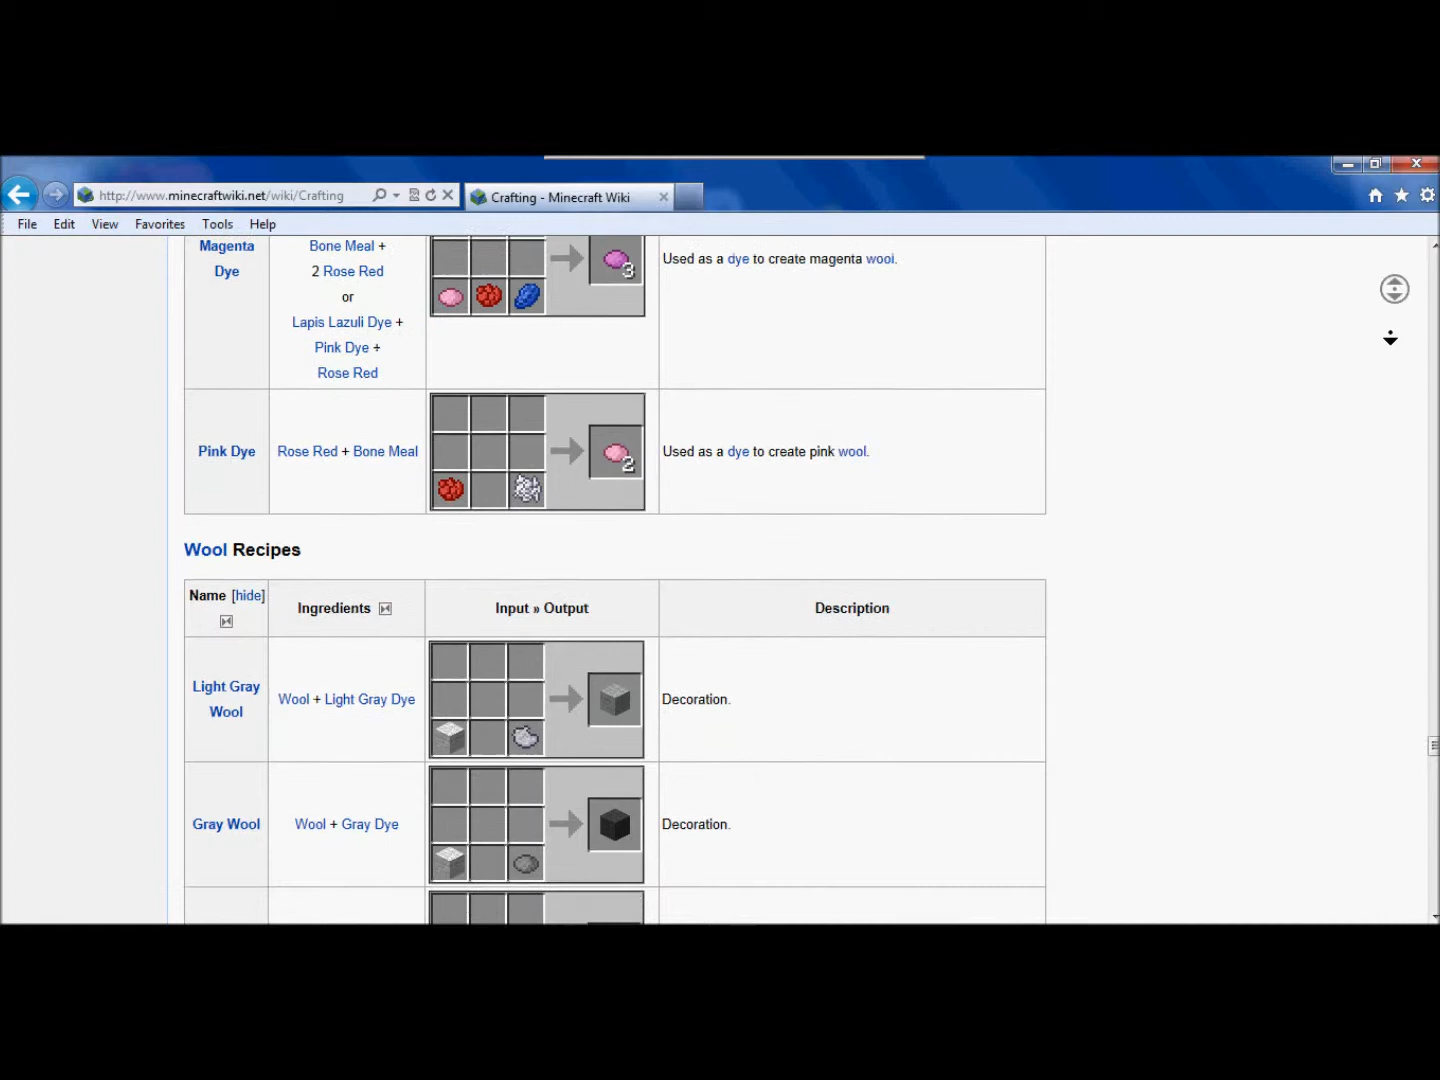 http://www.minecraftwiki.net/wiki/Crafting
Crafting - Minecraft Wiki
File Edit View Favorites Tools Help
Magenta Dye
Bone Meal +
2 Rose Red
or
Lapis Lazuli Dye +
Pink Dye +
Rose Red
3
Used as a dye to create magenta wool.
Pink Dye
Rose Red + Bone Meal
2
Used as a dye to create pink wool.
Wool Recipes
Name [hide]
Ingredients
Input » Output
Description
Light Gray
Wool
Wool + Light Gray Dye
Decoration.
Gray Wool
Wool + Gray Dye
Decoration.